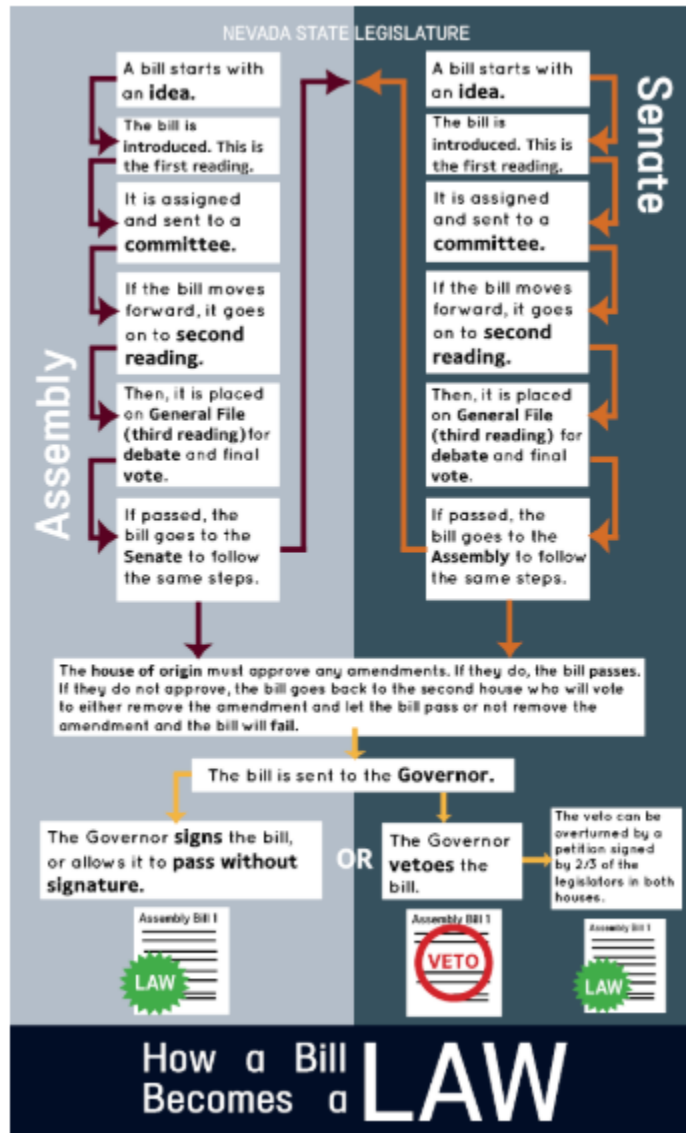 NEVADA STATE LEGISLATURE
Assembly
A bill starts with
an idea.
The bill is
introduced. This is
the first reading.
It is assigned
and sent to a
committee.
If the bill moves
forward, it goes
on to second
reading.
Then, it is placed
on General File
(third reading)for
debate and final
vote.
If passed, the
bill goes to the
Senate to follow
the same steps.
Senate
A bill starts with
an idea.
The bill is
introduced. This is
the first reading.
It is assigned
and sent to a
committee.
If the bill moves
forward, it goes
on to second
reading.
Then, it is placed
on General File
(third reading) for
debate and final
vote.
If passed, the
bill goes to the
Assembly to follow
the same steps.
The house of origin must approve any amendments. If they do, the bill passes.
If they do not approve, the bill goes back to the second house who will vote
to either remove the amendment and let the bill pass or not remove the
amendment and the bill will fail.
The bill is sent to the Governor.
The Governor signs the bill,
or allows it to pass without
signature.
OR
The Governor
vetoes the
bill.
The veto can be
overturned by a
petition signed
by 2/3 of the
legislators in both
houses.
Assembly Bill 1
LAW
Assembly Bill 1
VETO
Assembly Bill 1
LAW
How a Bill
Becomes a
LAW